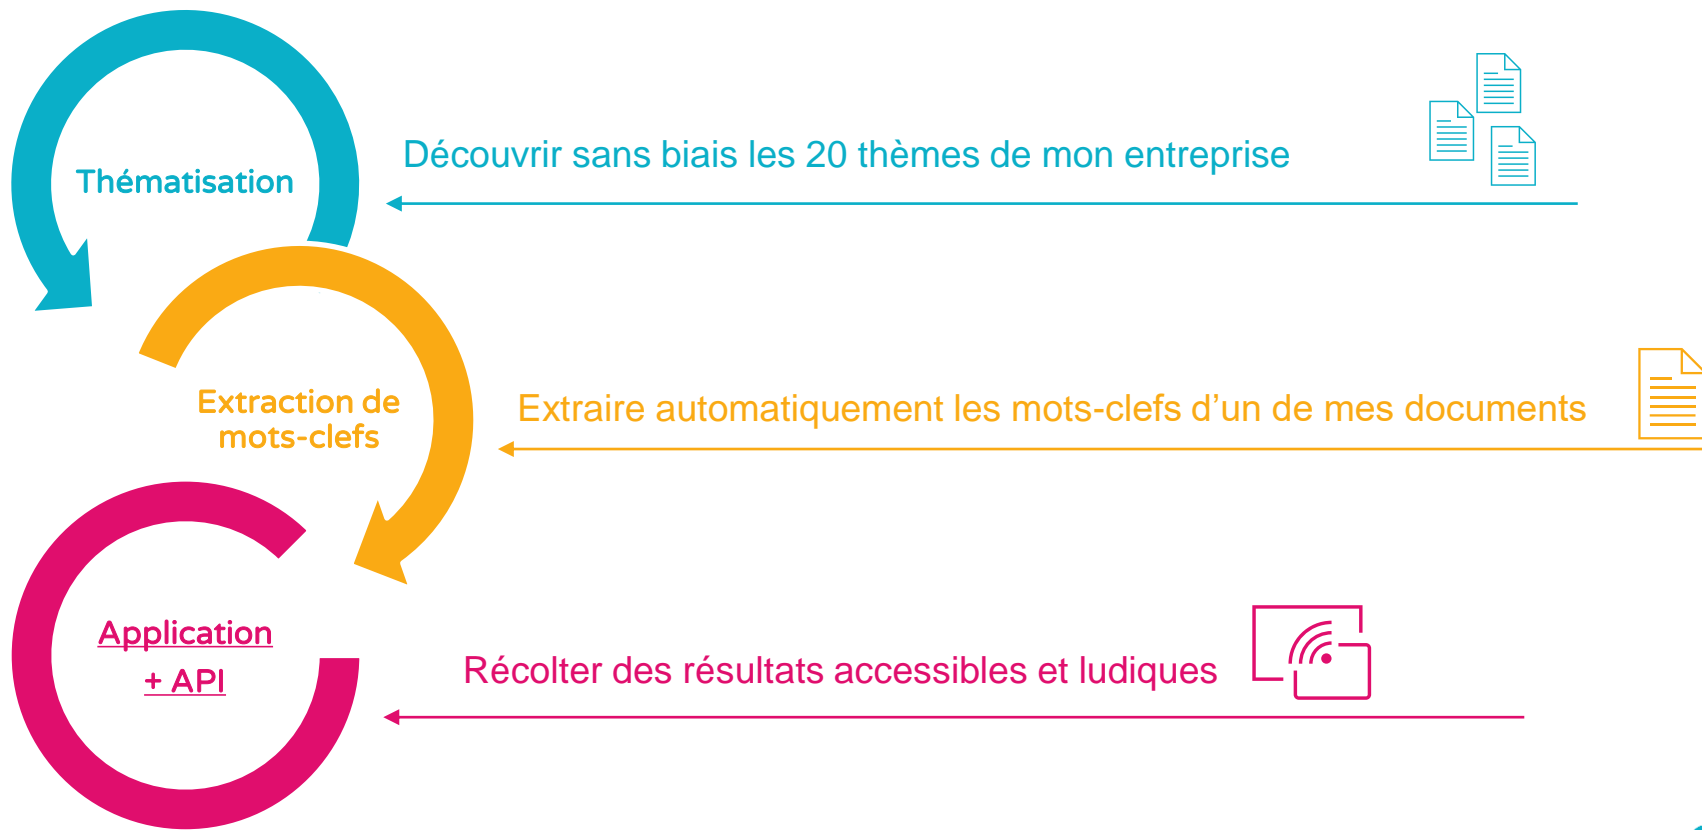 Thématisation
Découvrir sans biais les 20 thèmes de mon entreprise
Extraction de
mots-clefs
Extraire automatiquement les mots-clefs d’un de mes documents
Application
+ API
Récolter des résultats accessibles et ludiques